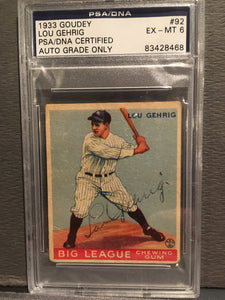 PSA/DNA
1933 GOUDEY #92
LOU GEHRIG EX - MT 6
PSA/DNA CERTIFIED
AUTO GRADE ONLY 83428468
LOU GEHRIG
Lou Gehrig
BIG LEAGUE CHEWING GUM